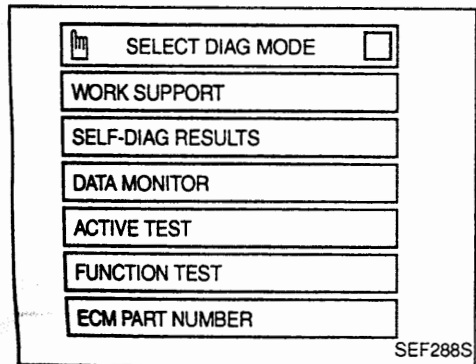 SELECT DIAG MODE
WORK SUPPORT
SELF-DIAG RESULTS
DATA MONITOR
ACTIVE TEST
FUNCTION TEST
ECM PART NUMBER
SEF288S